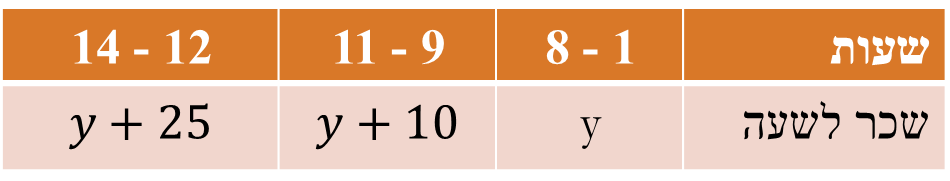 שעות 1 - 8 9 - 11 12 - 14
שכר לשעה y y + 10 y + 25